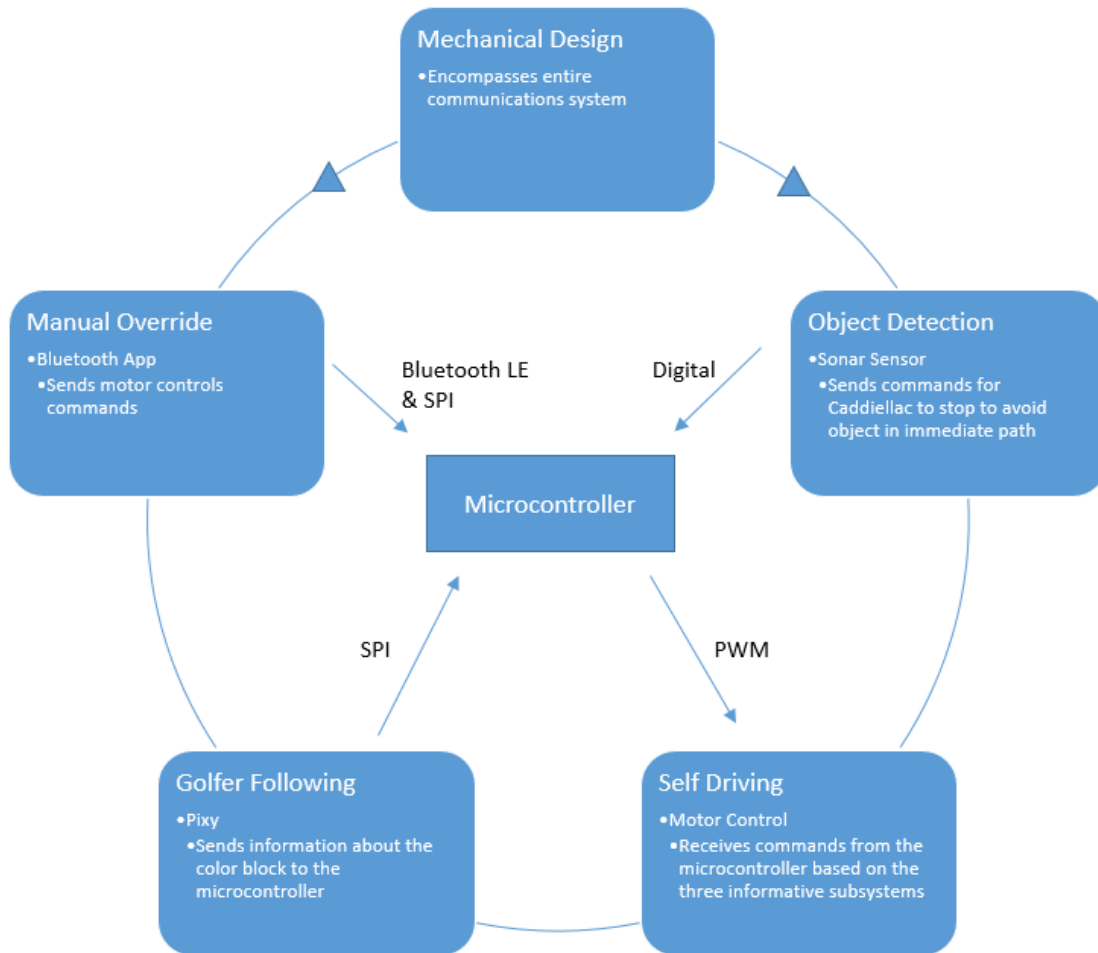 Mechanical Design
•Encompasses entire
communications system
Manual Override
•Bluetooth App
•Sends motor controls
commands
Object Detection
•Sonar Sensor
•Sends commands for
Caddiellac to stop to avoid
object in immediate path
Bluetooth LE
& SPI
Digital
Microcontroller
SPI
PWM
Golfer Following
•Pixy
•Sends information about the
color block to the
microcontroller
Self Driving
•Motor Control
•Receives commands from the
microcontroller based on the
three informative subsystems